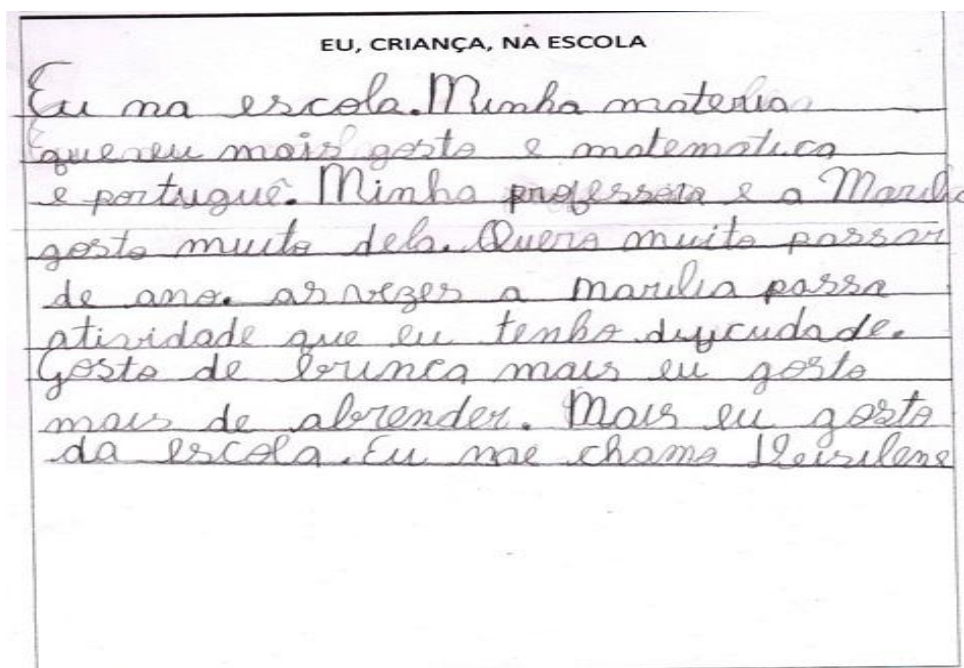 EU, CRIANÇA, NA ESCOLA
Eu na escola. Minha materia
que eu mais gosto e matematica
e portuguê. Minha professora e a Marilia
gosto muito dela. Quero muito passar
de ano. as vezes a marilia passa
atividade que eu tenho dificudade.
Gosto de brinca mais eu gosto
mais de abrender. Mais eu gosto
da escola. Eu me chamo